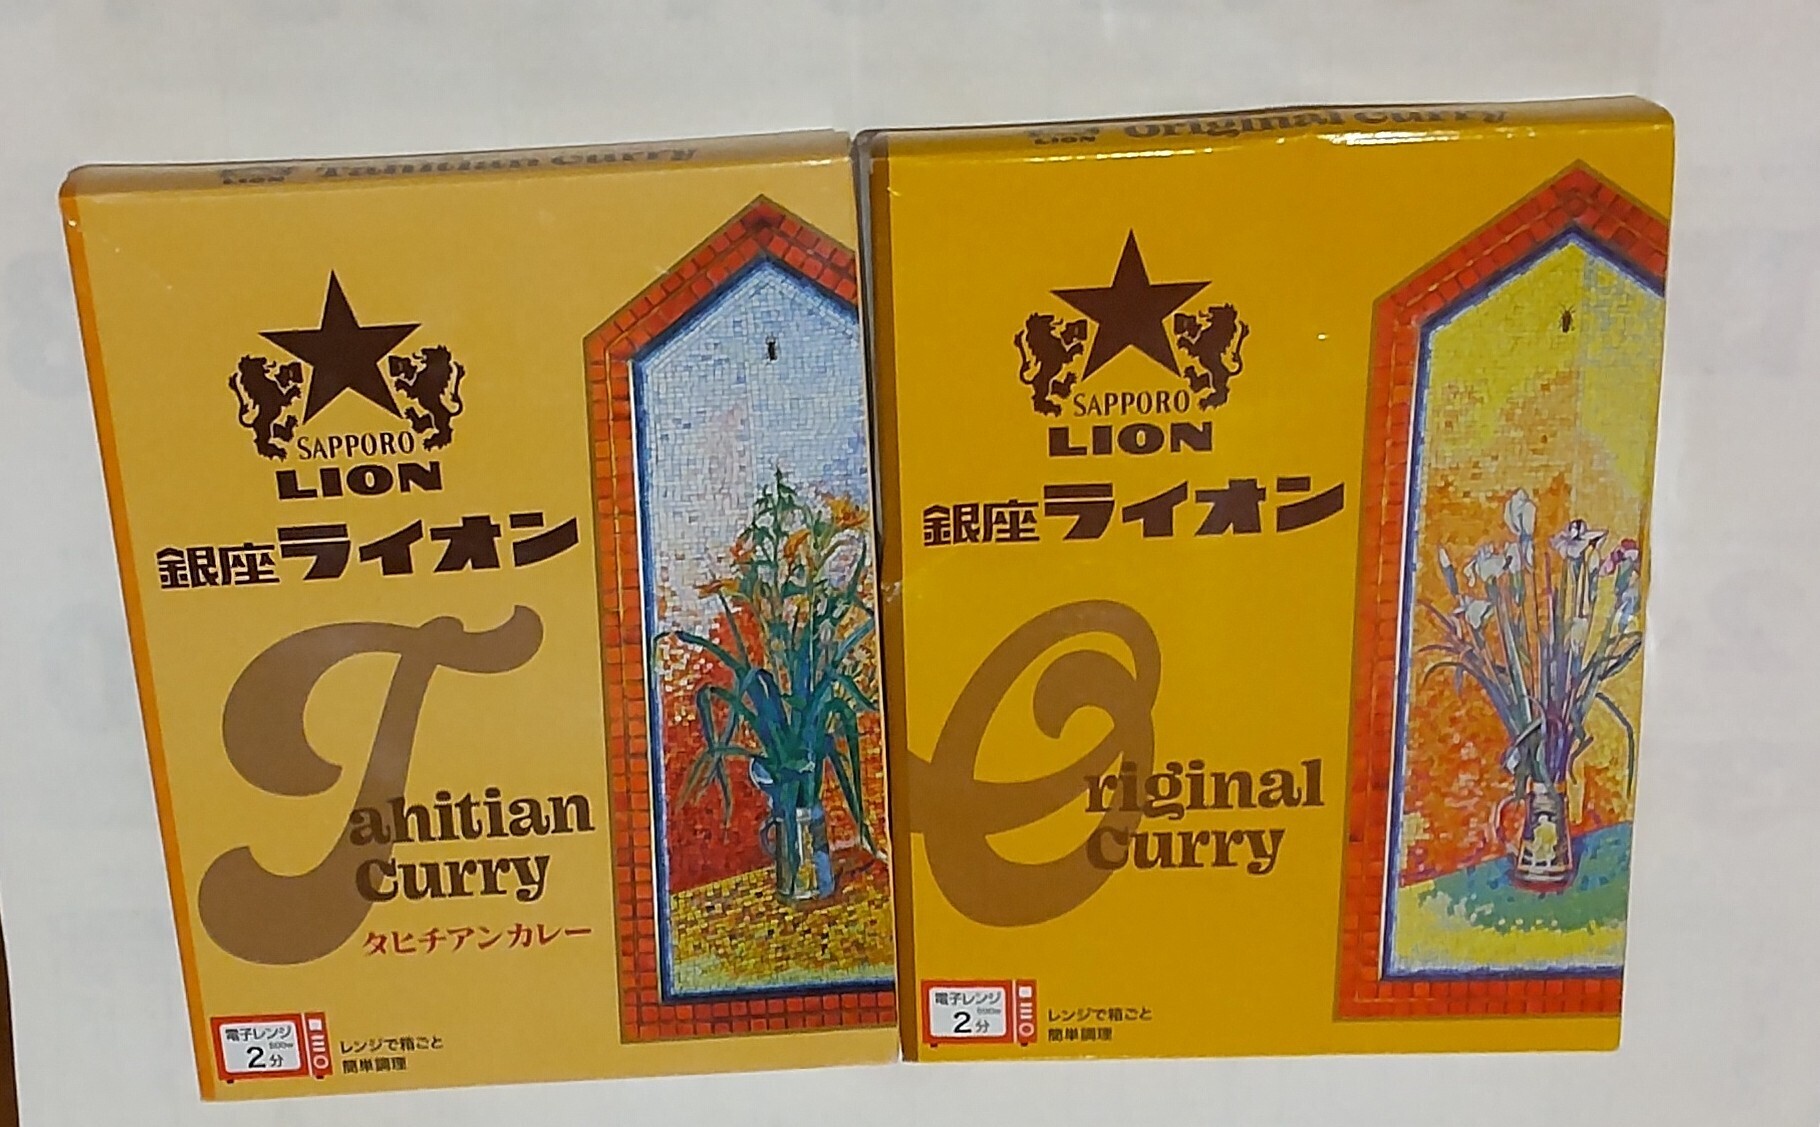 LION Tahitian curry
SAPPORO
LION
銀座ライオン
Tahitian
curry
タヒチアンカレー
電子レンジ
500w
2分
レンジで箱ごと
簡単調理
LION Original curry
SAPPORO
LION
銀座ライオン
Original
curry
電子レンジ
500w
2分
レンジで箱ごと
簡単調理